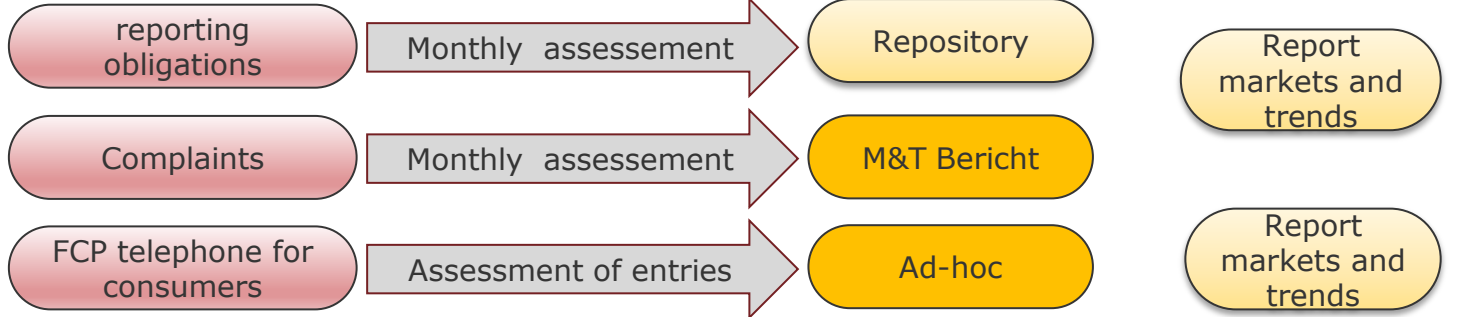 reporting
obligations
Monthly  assessement
Repository
Report
markets and
trends
Complaints
Monthly  assessement
M&T Bericht
FCP telephone for
consumers
Assessment of entries
Ad-hoc
Report
markets and
trends